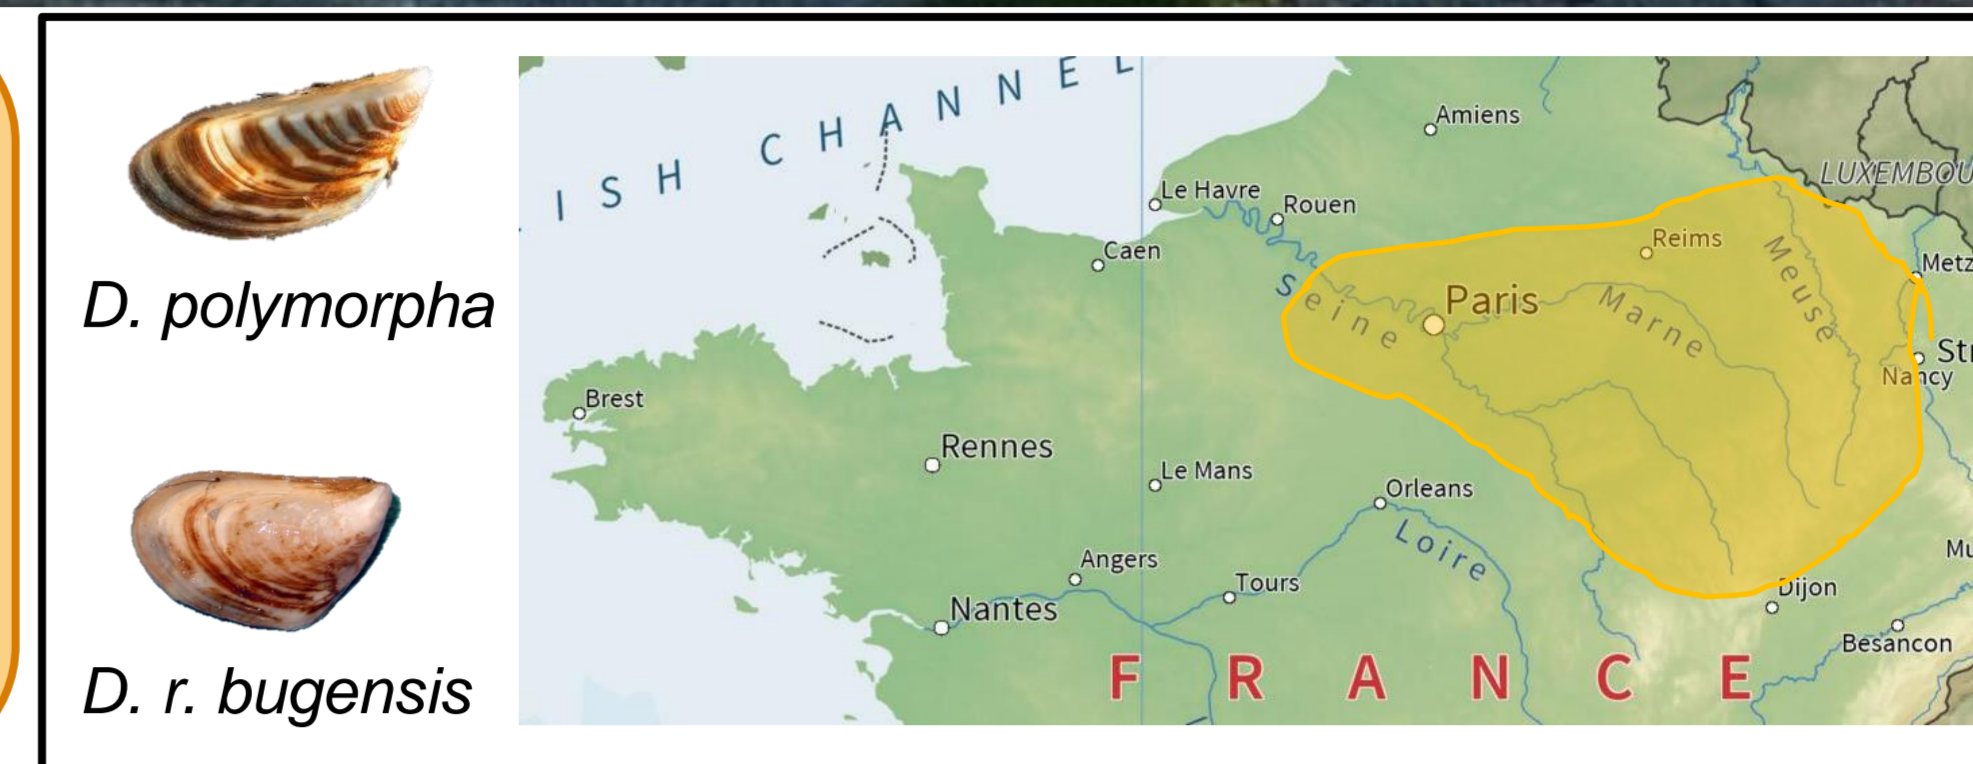 D. polymorpha
D. r. bugensis
ISH CHANNEL
Amiens
LUXEMBOU
Le Havre
Rouen
Reims
Caen
Metz
Seine
Paris
Marne
Meuse
Str
Nancy
Brest
Rennes
Le Mans
Orleans
Loire
Angers
Tours
Mu
Nantes
Dijon
Besancon
FRANCE